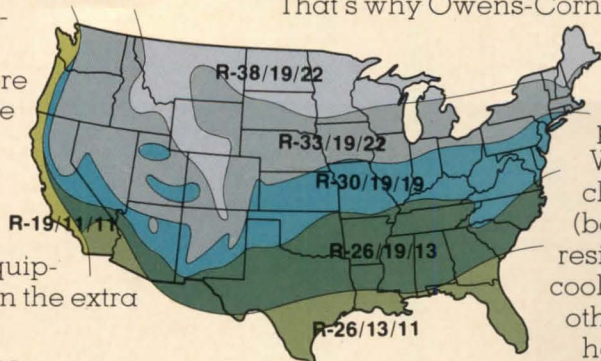 That's why Owens-Corn
re
e
R-38/19/22
R-33/19/22
R-30/19/19
R-19/11/11
R-26/19/13
R-26/13/11
quip-
n the extra
cl
(b
resi
cool
oth
h